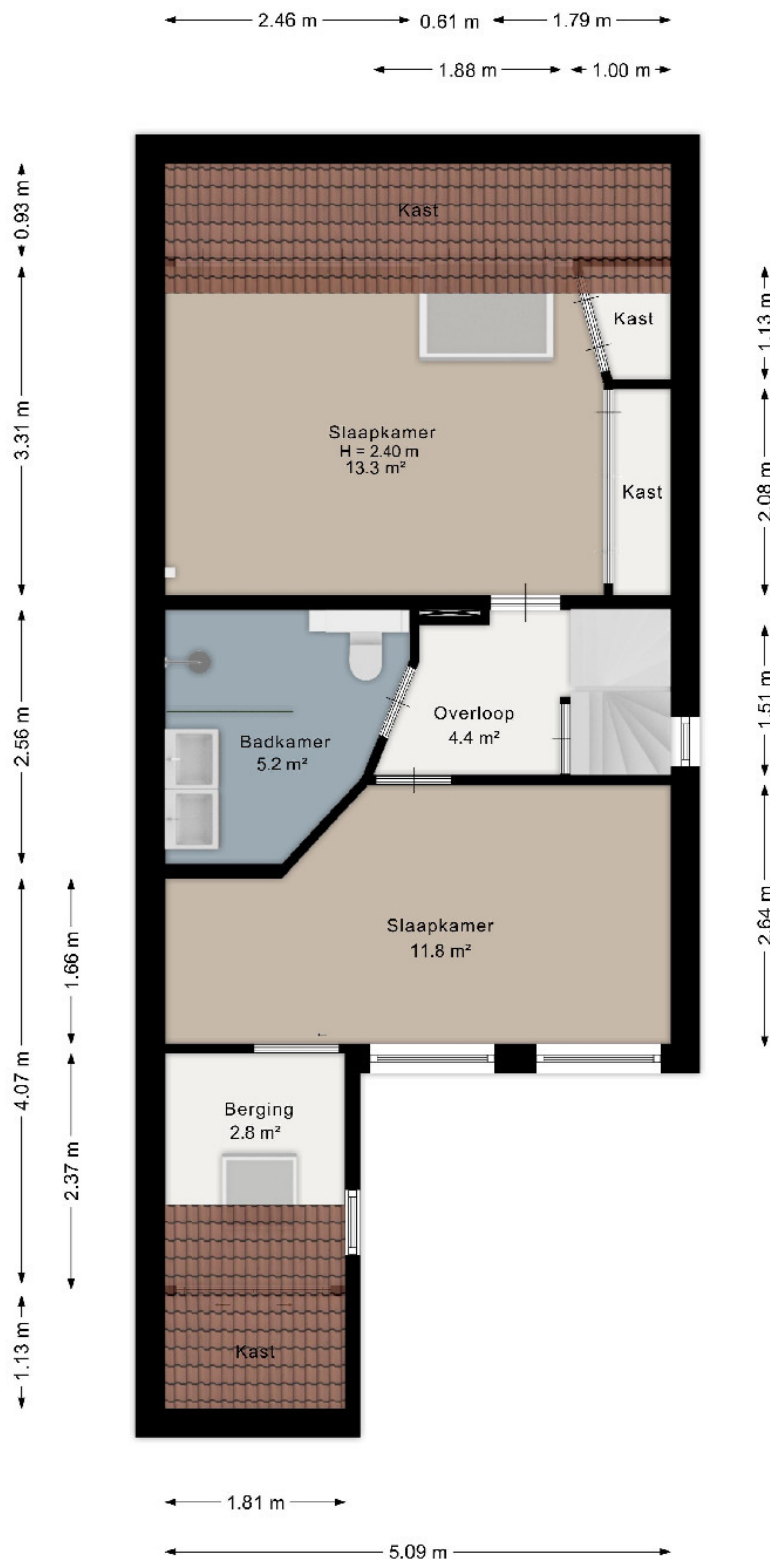 2.46 m
0.61 m
1.79 m
1.88 m
1.00 m
0.93 m
Kast
3.31 m
1.13 m
Kast
Slaapkamer
H = 2.40 m
13.3 m²
Kast
2.08 m
2.56 m
1.51 m
Overloop
4.4 m²
Badkamer
5.2 m²
2.64 m
Slaapkamer
11.8 m²
1.66 m
4.07 m
Berging
2.8 m²
2.37 m
1.13 m
Kast
1.81 m
5.09 m